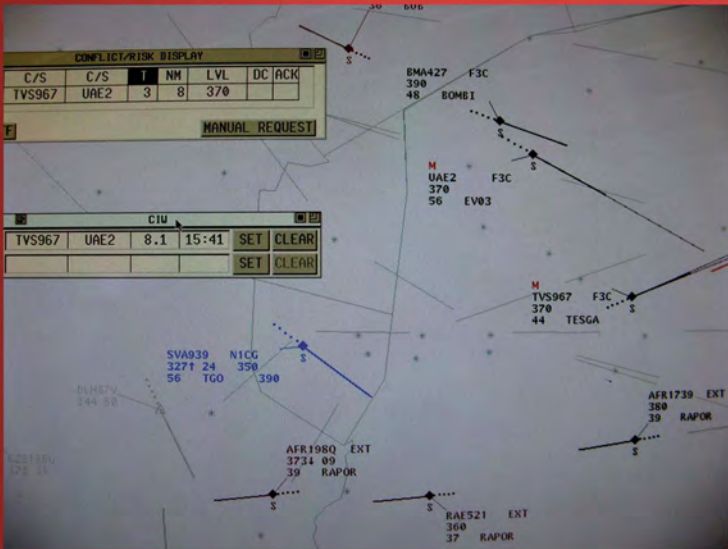 CONFLICT/RISK DISPLAY
C/S C/S T NM LVL DC ACK
TVS967 UAE2 3 8 370
MANUAL REQUEST
CIW
TVS967 UAE2 8.1 15:41 SET CLEAR
SET CLEAR
S
BMA427 F3C
390
48 BOMBI
S
S
M
UAE2 F3C
370
56 EV03
M
TVS967 F3C
370
44 TESGA
S
SVA939 N1CG
327↑ 24 350
56 TGO 390
S
AFR1739 EXT
380
39 RAPOR
S
AFR198Q EXT
373↓ 09
39 RAPOR
S
S
RAE521 EXT
360
37 RAPOR